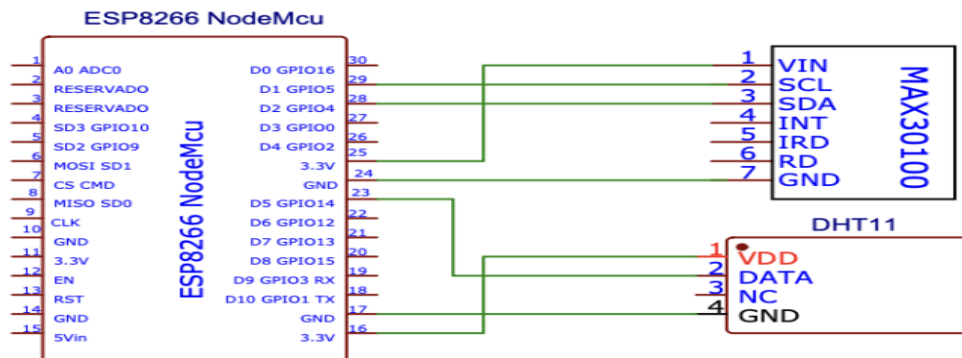 ESP8266 NodeMcu
1 A0 ADC0
2 RESERVADO
3 RESERVADO
4 SD3 GPIO10
5 SD2 GPIO9
6 MOSI SD1
7 CS CMD
8 MISO SD0
9 CLK
10 GND
11 3.3V
12 EN
13 RST
14 GND
15 5Vin
ESP8266 NodeMcu
D0 GPIO16 30
D1 GPIO5 29
D2 GPIO4 28
D3 GPIO0 27
D4 GPIO2 26
3.3V 25
GND 24
D5 GPIO14 23
D6 GPIO12 22
D7 GPIO13 21
D8 GPIO15 20
D9 GPIO3 RX 19
D10 GPIO1 TX 18
GND 17
3.3V 16
1 VIN
2 SCL
3 SDA
4 INT
5 IRD
6 RD
7 GND
MAX30100
DHT11
1 VDD
2 DATA
3 NC
4 GND